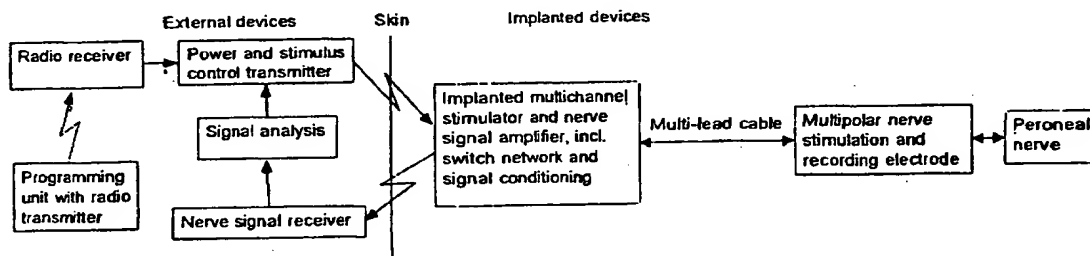 External devices
Skin
Implanted devices
Radio receiver
Power and stimulus
control transmitter
Signal analysis
Programming
unit with radio
transmitter
Nerve signal receiver
Implanted multichannel
stimulator and nerve
signal amplifier, incl.
switch network and
signal conditioning
Multi-lead cable
Multipolar nerve
stimulation and
recording electrode
Peroneal
nerve